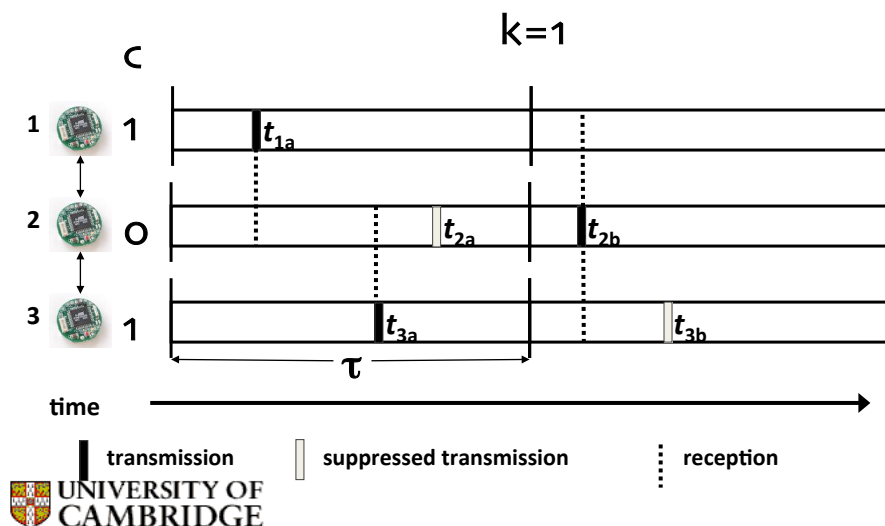 k=1
c
1 1 t1a
2 0 t2a t2b
3 1 t3a t3b
τ
time
transmission suppressed transmission reception
UNIVERSITY OF
CAMBRIDGE